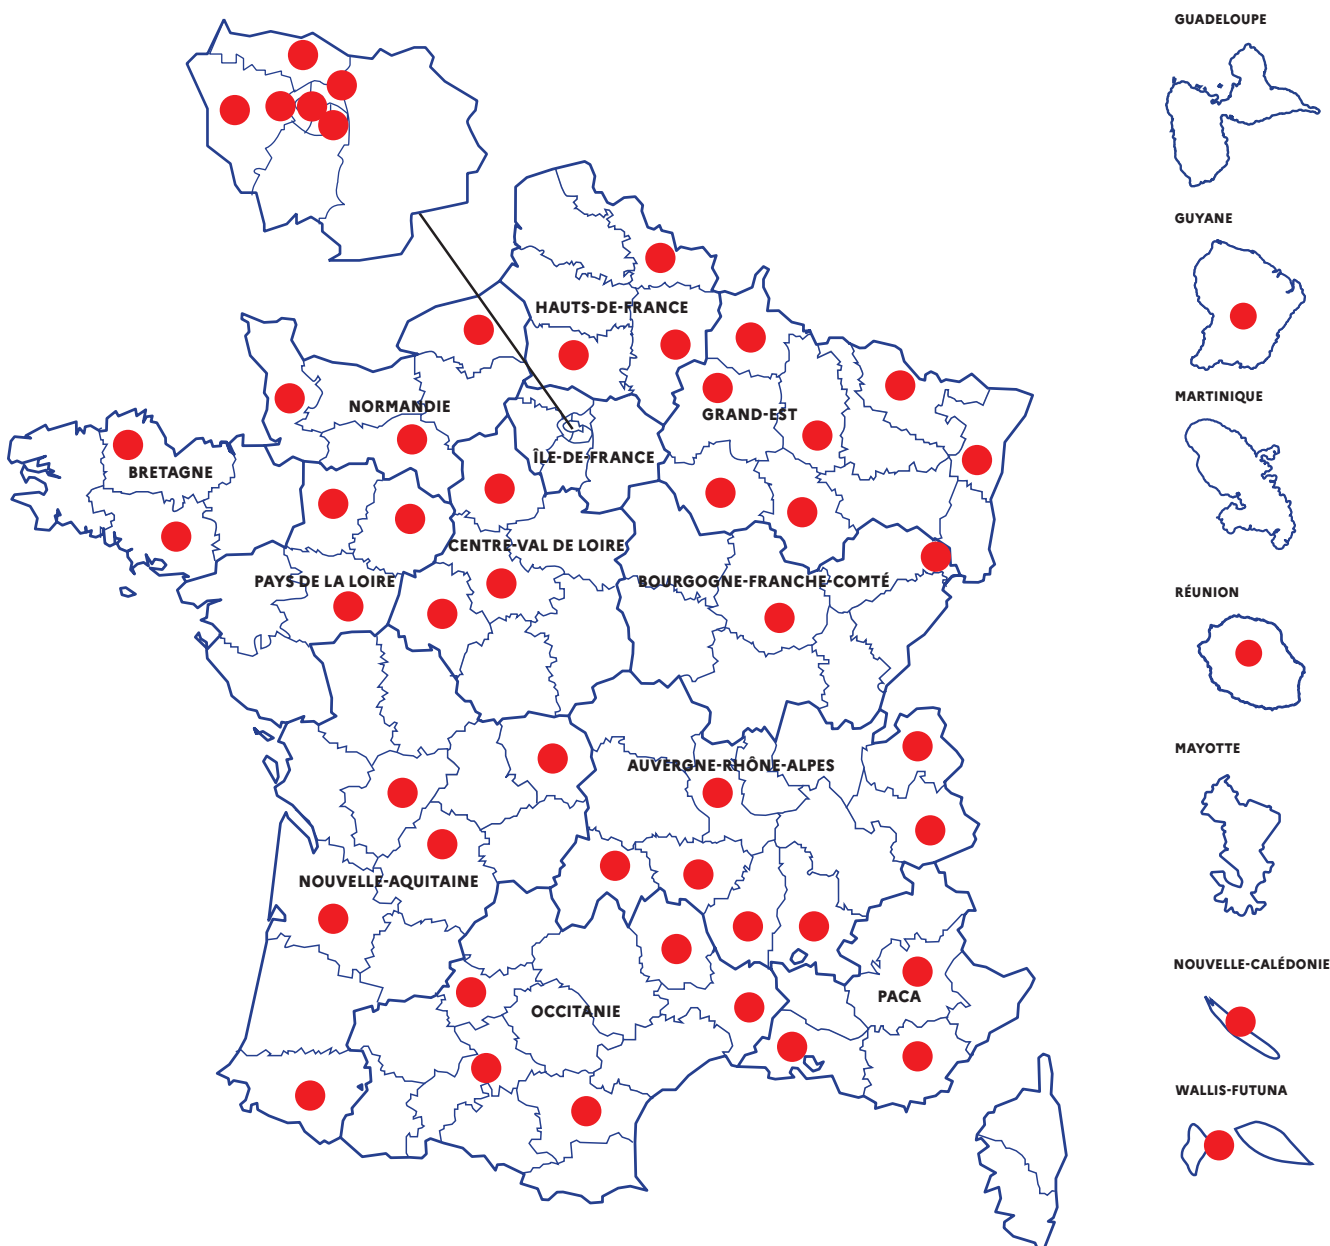 GUADELOUPE
GUYANE
HAUTS-DE-FRANCE
MARTINIQUE
NORMANDIE
GRAND-EST
ÎLE-DE-FRANCE
BRETAGNE
CENTRE-VAL DE LOIRE
PAYS DE LA LOIRE
BOURGOGNE-FRANCHE-COMTÉ
RÉUNION
MAYOTTE
AUVERGNE-RHÔNE-ALPES
NOUVELLE-AQUITAINE
NOUVELLE-CALÉDONIE
PACA
OCCITANIE
WALLIS-FUTUNA